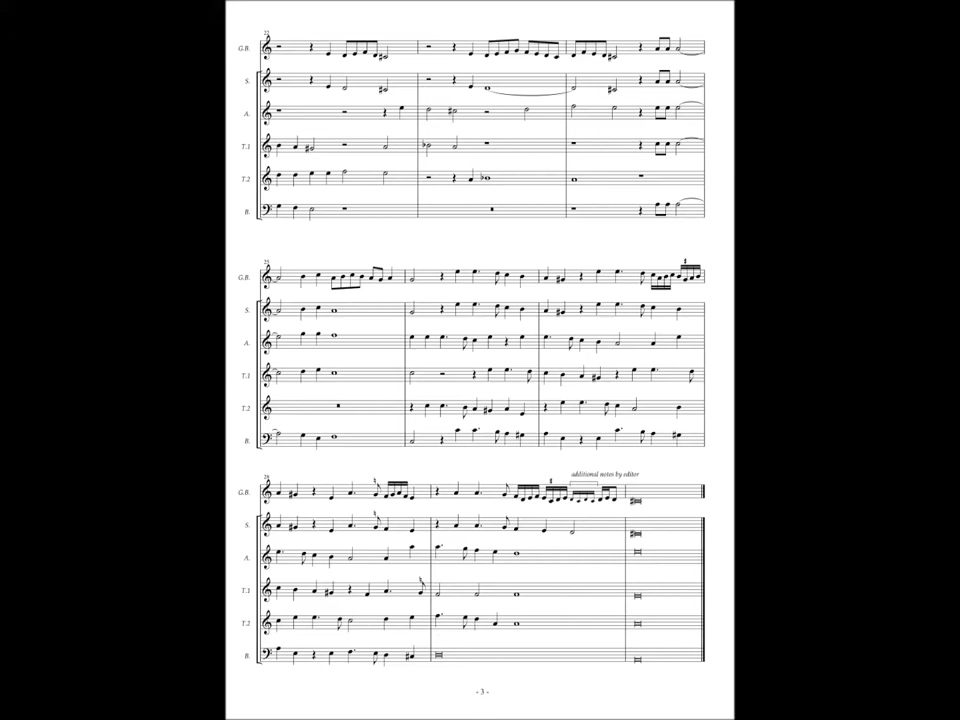 22
G.B.
S.
A.
T.1
T.2
B.
25
G.B.
S.
A.
T.1
T.2
B.
28
G.B.
additional notes by editor
S.
A.
T.1
T.2
B.
- 3 -